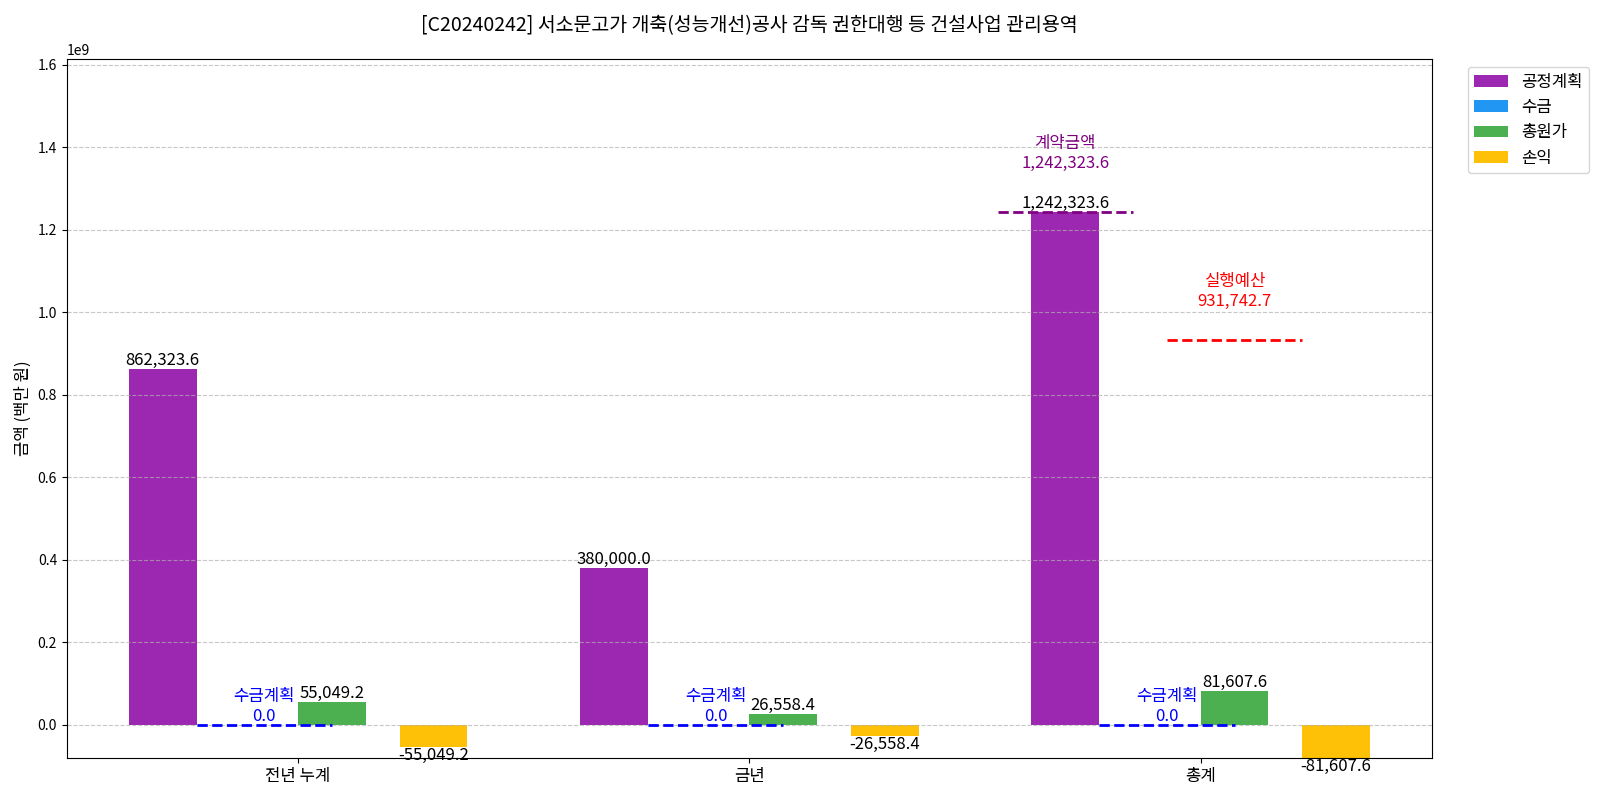 [C20240242] 서소문고가 개축(성능개선)공사 감독 권한대행 등 건설사업 관리용역
1e9
1.6
1.4
1.2
1.0
0.8
0.6
0.4
0.2
0.0
금액 (백만 원)
862,323.6
수금계획
0.0
55,049.2
-55,049.2
380,000.0
수금계획
0.0
26,558.4
-26,558.4
계약금액
1,242,323.6
1,242,323.6
실행예산
931,742.7
수금계획
0.0
81,607.6
-81,607.6
전년 누계
금년
총계
공정계획
수금
총원가
손익